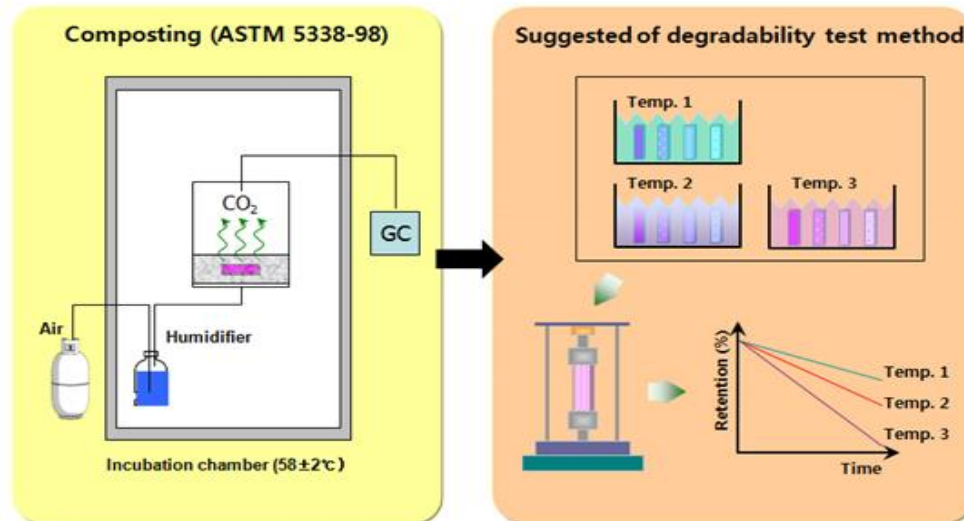 Composting (ASTM 5338-98)
CO2
GC
Air
Humidifier
Incubation chamber (58±2℃)
Suggested of degradability test method
Temp. 1
Temp. 2
Temp. 3
Retention (%)
Temp. 1
Temp. 2
Temp. 3
Time